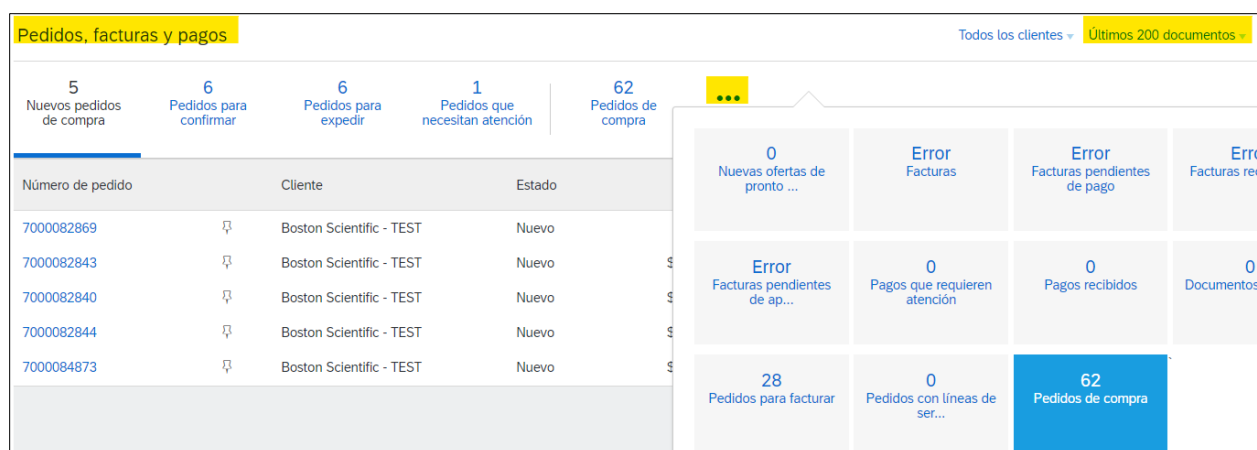 Pedidos, facturas y pagos
Todos los clientes
Últimos 200 documentos
5
Nuevos pedidos
de compra
6
Pedidos para
confirmar
6
Pedidos para
expedir
1
Pedidos que
necesitan atención
62
Pedidos de
compra
...
Número de pedido Cliente Estado
7000082869 Boston Scientific - TEST Nuevo
7000082843 Boston Scientific - TEST Nuevo $
7000082840 Boston Scientific - TEST Nuevo $
7000082844 Boston Scientific - TEST Nuevo $
7000084873 Boston Scientific - TEST Nuevo $
0
Nuevas ofertas de
pronto ...
Error
Facturas
Error
Facturas pendientes
de pago
Erro
Facturas re
Error
Facturas pendientes
de ap...
0
Pagos que requieren
atención
0
Pagos recibidos
0
Documentos
28
Pedidos para facturar
0
Pedidos con líneas de
ser...
62
Pedidos de compra